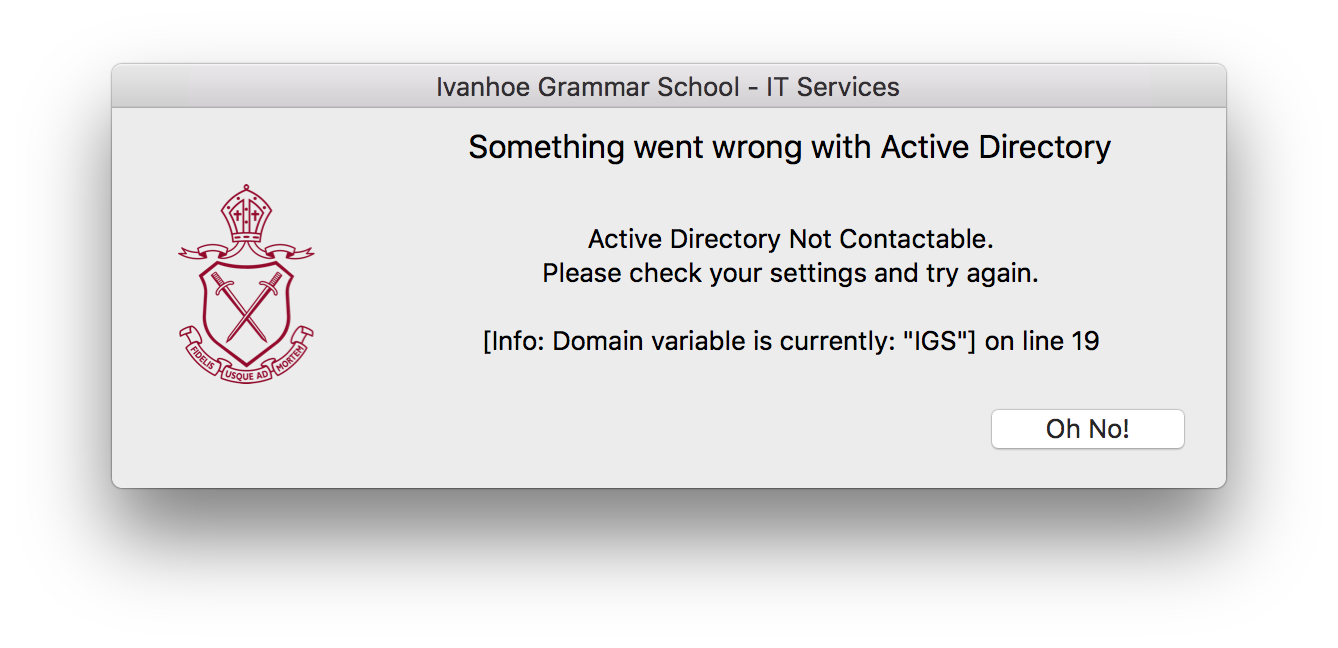 Ivanhoe Grammar School - IT Services
Something went wrong with Active Directory
Active Directory Not Contactable.
Please check your settings and try again.
[Info: Domain variable is currently: "IGS"] on line 19
FIDELIS USQUE AD MORTEM
Oh No!